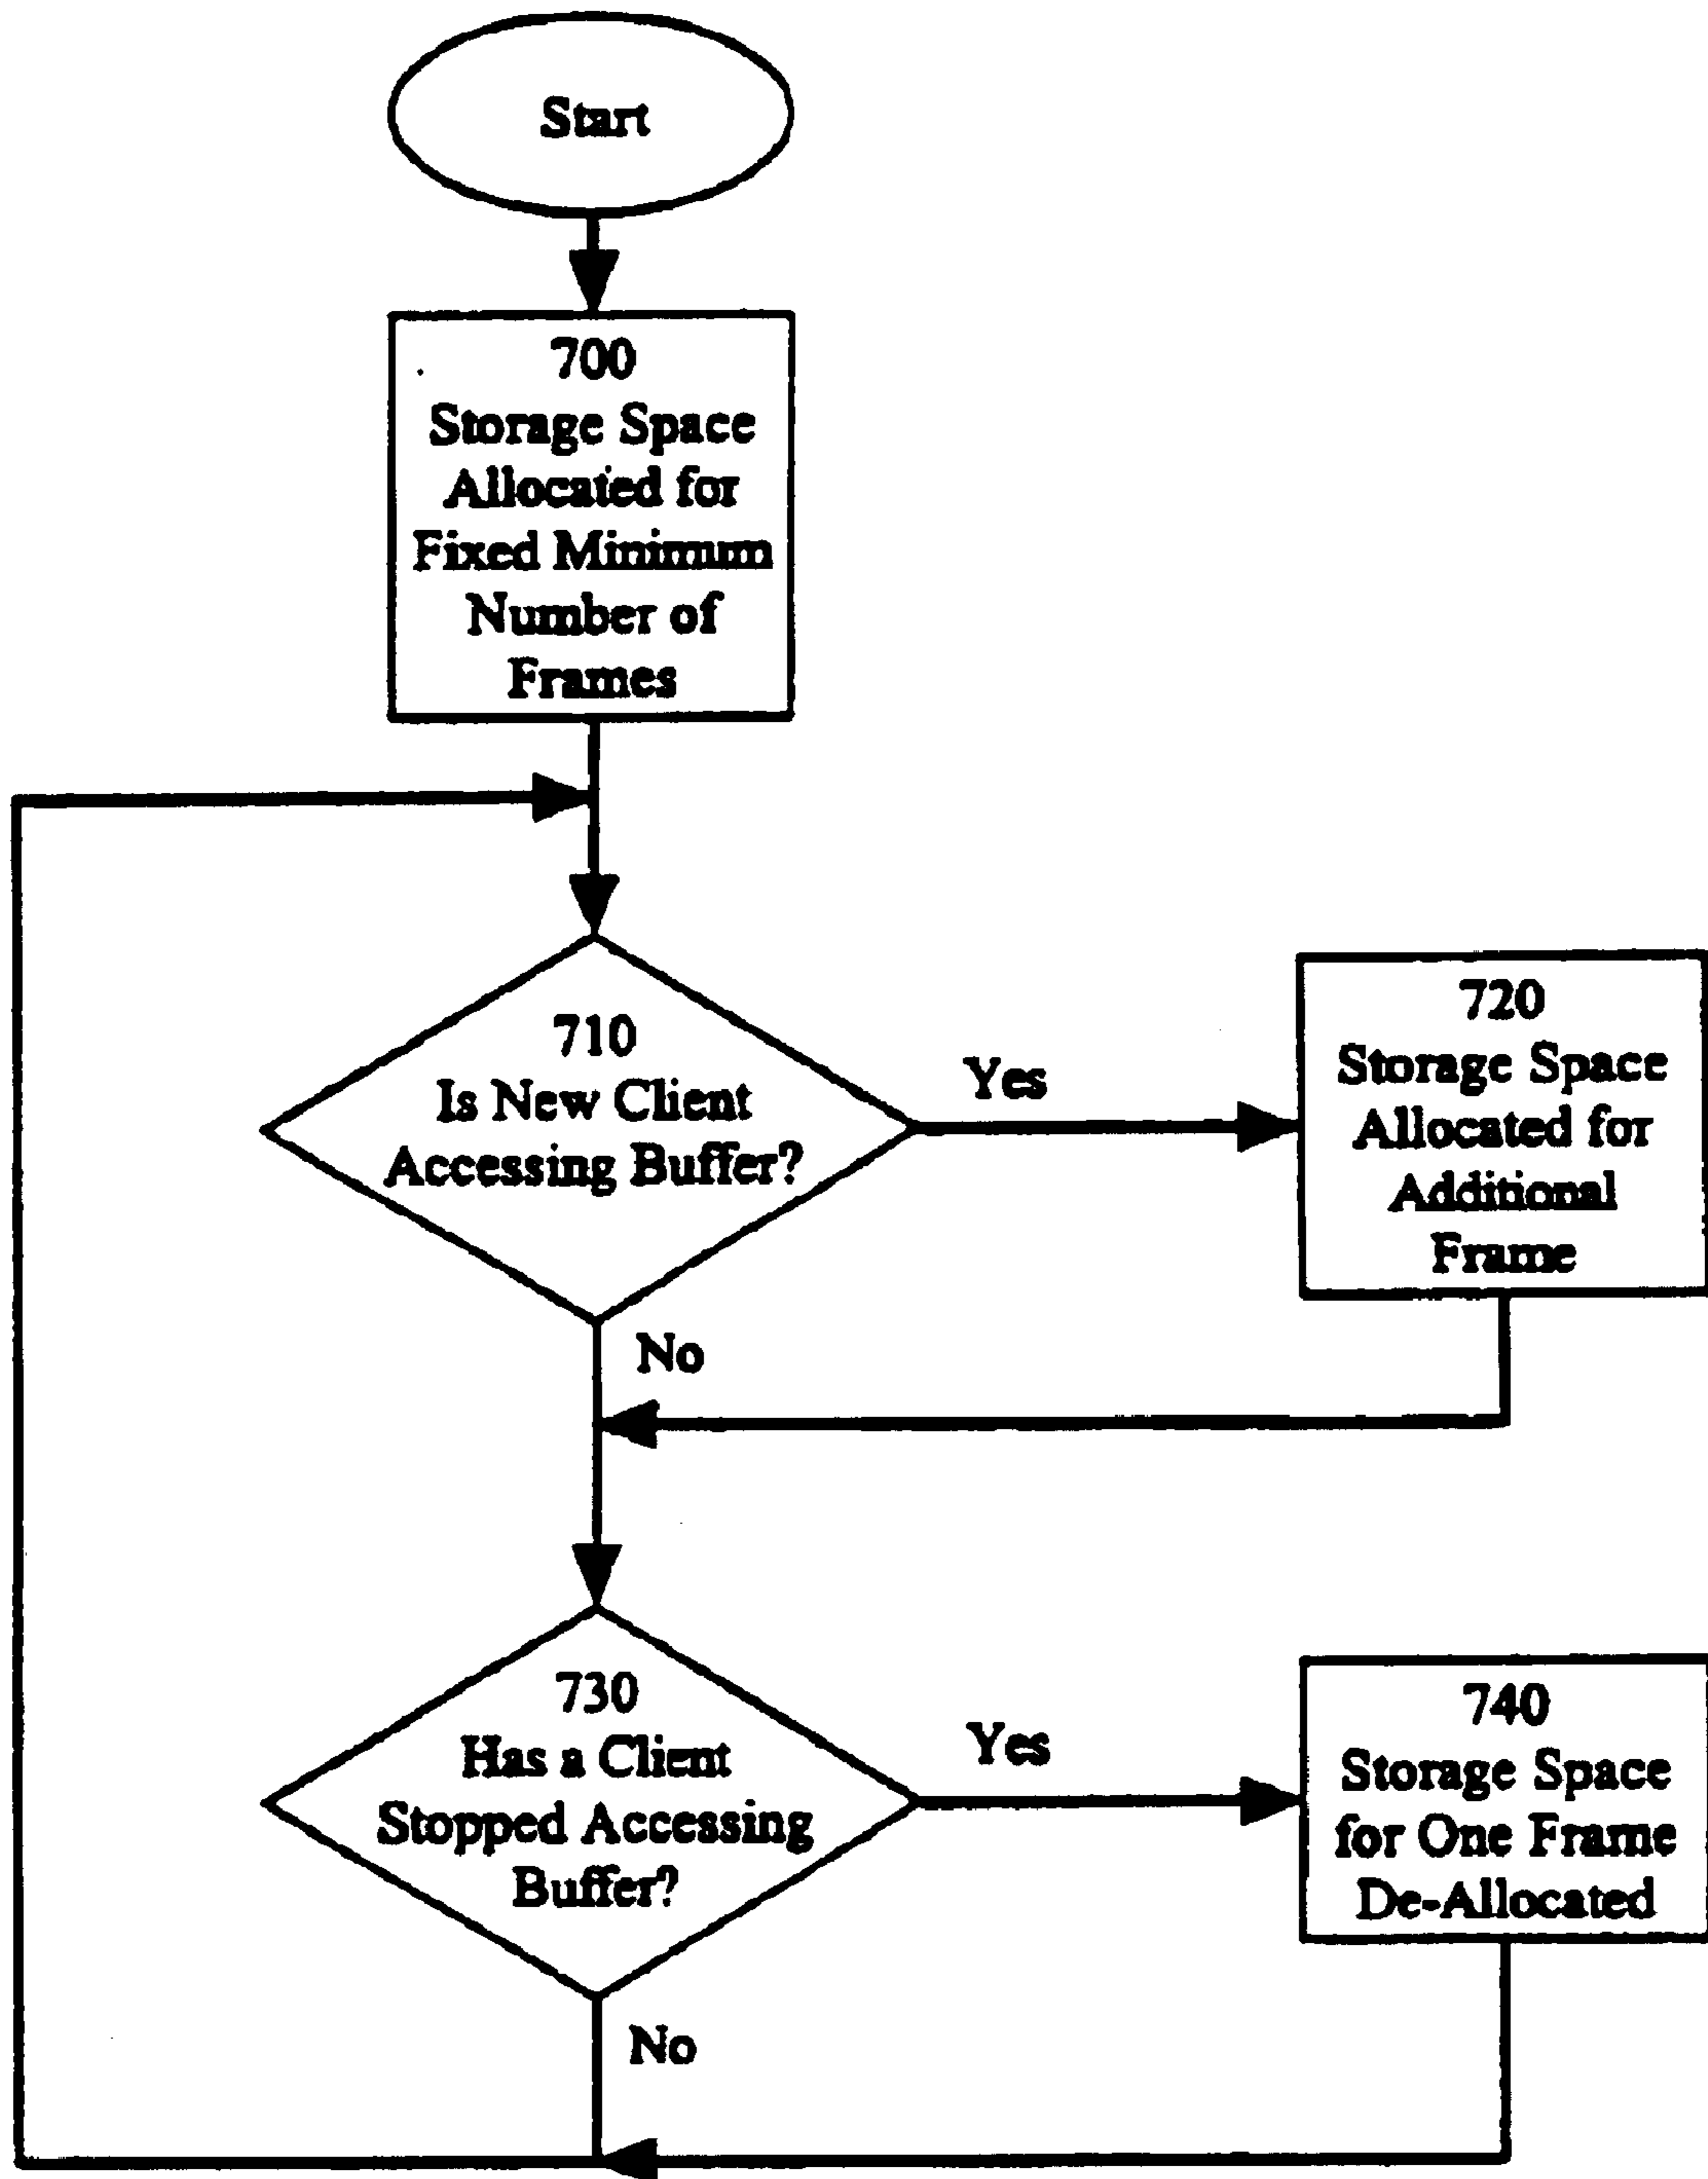 Start
700
Storage Space
Allocated for
Fixed Minimum
Number of
Frames
710
Is New Client
Accessing Buffer?
Yes
720
Storage Space
Allocated for
Additional
Frame
No
730
Has a Client
Stopped Accessing
Buffer?
Yes
740
Storage Space
for One Frame
De-Allocated
No